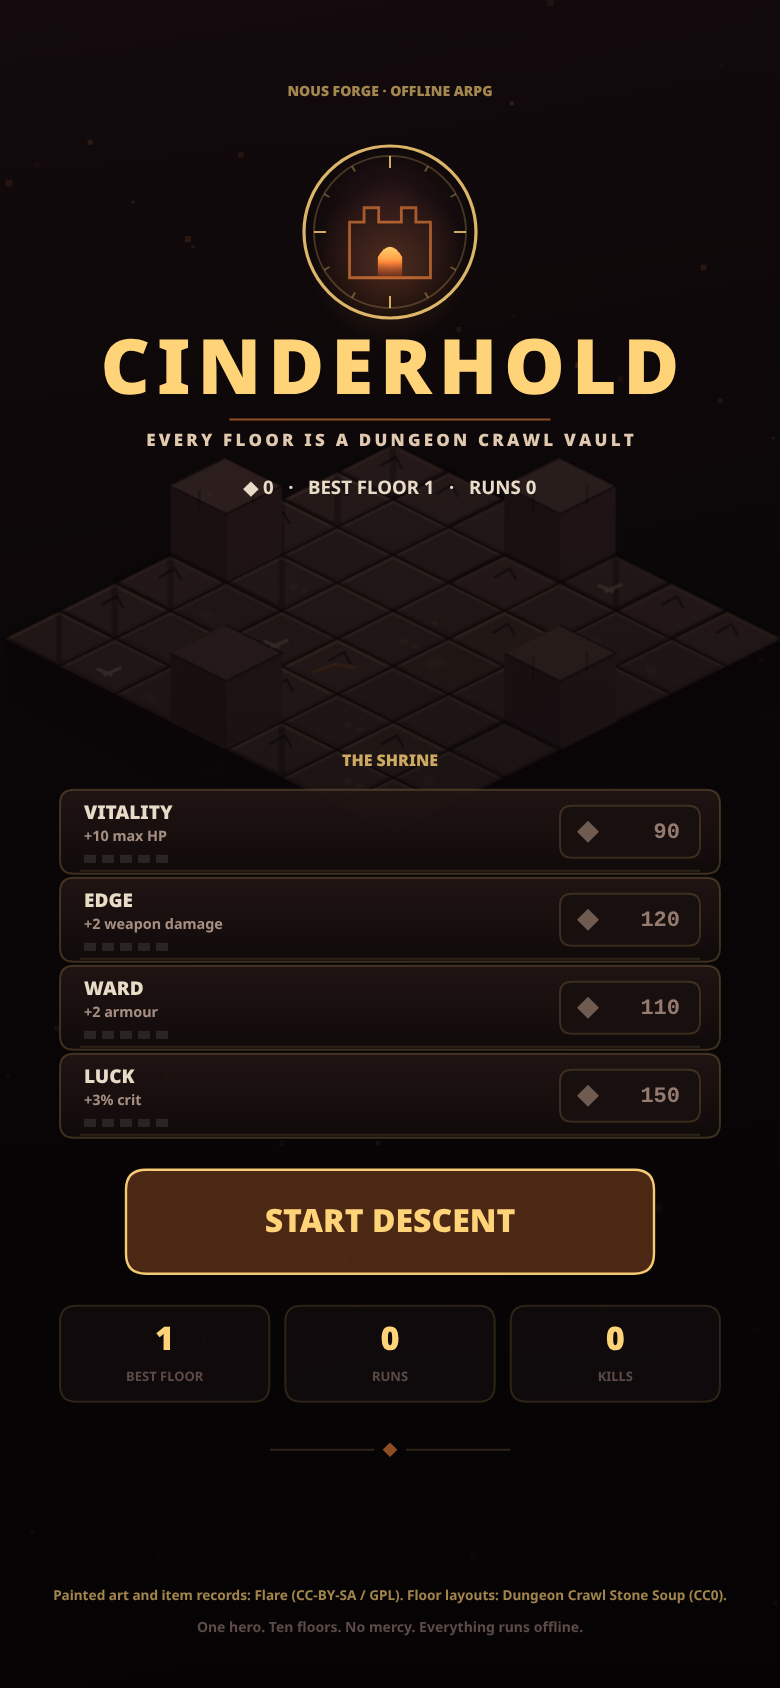 NOUS FORGE · OFFLINE ARPG
CINDERHOLD
EVERY FLOOR IS A DUNGEON CRAWL VAULT
◆ 0 · BEST FLOOR 1 · RUNS 0
THE SHRINE
VITALITY
+10 max HP
◆ 90
EDGE
+2 weapon damage
◆ 120
WARD
+2 armour
◆ 110
LUCK
+3% crit
◆ 150
START DESCENT
1 0 0
BEST FLOOR RUNS KILLS
Painted art and item records: Flare (CC-BY-SA / GPL). Floor layouts: Dungeon Crawl Stone Soup (CC0).
One hero. Ten floors. No mercy. Everything runs offline.